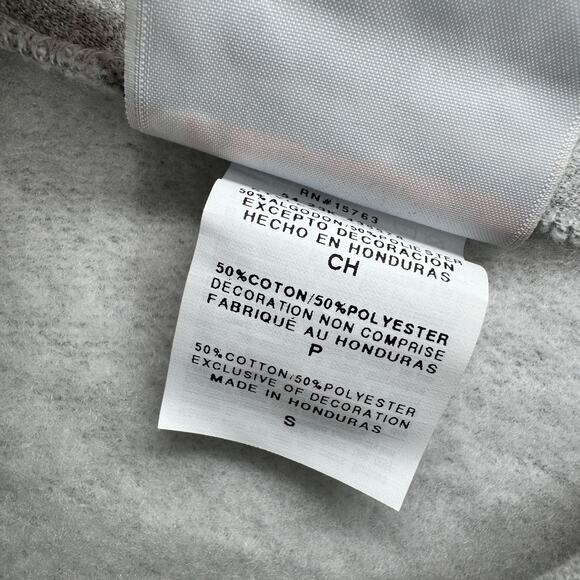 RN#15763
50%ALGODON/50%POLIESTER
EXCEPTO DECORACION
HECHO EN HONDURAS
CH
50%COTON/50%POLYESTER
DECORATION NON COMPRISE
FABRIQUÉ AU HONDURAS
P
50%COTTON/50%POLYESTER
EXCLUSIVE OF DECORATION
MADE IN HONDURAS
S